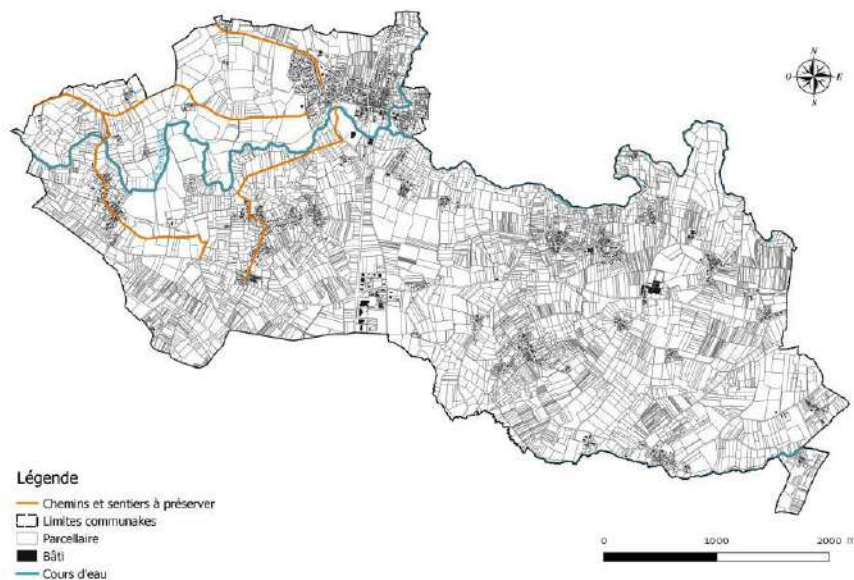 N
O E
S
Légende
Chemins et sentiers à préserver
Limites communakes
Parcellaire
Bâti
Cours d'eau
0 1000 2000 m